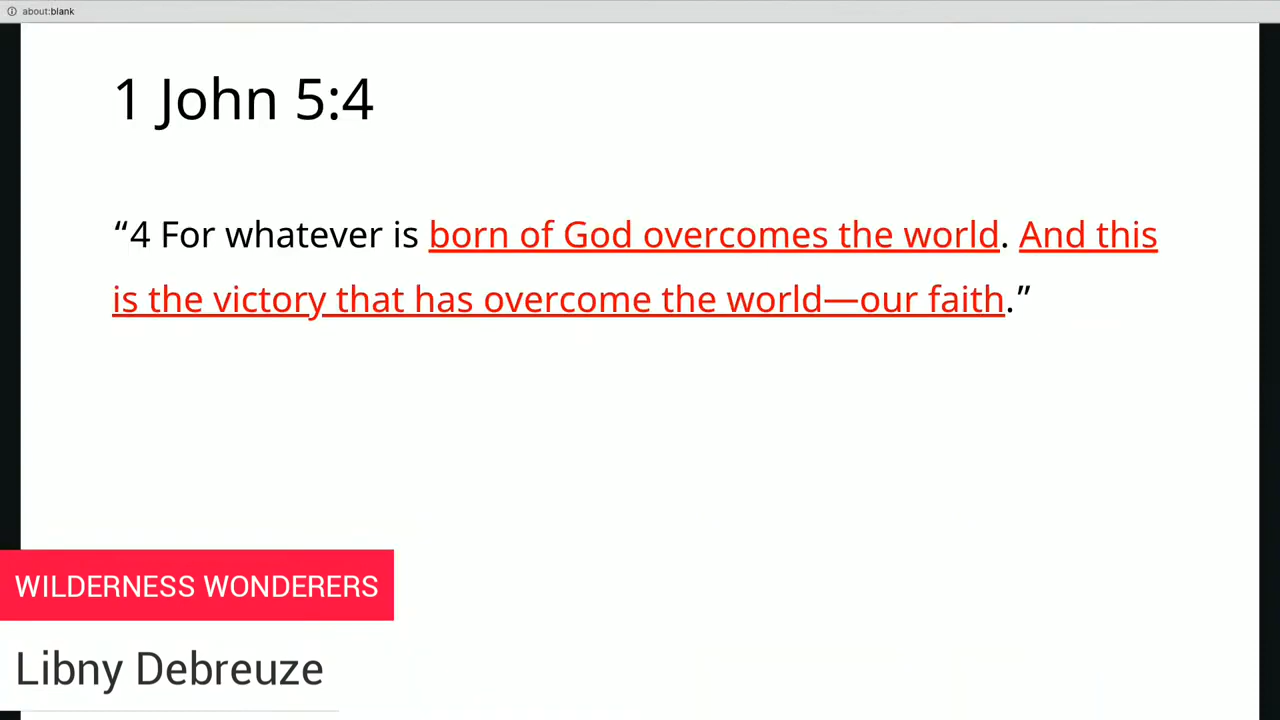 about:blank
1 John 5:4
“4 For whatever is born of God overcomes the world. And this
is the victory that has overcome the world—our faith.”
WILDERNESS WONDERERS
Libny Debreuze